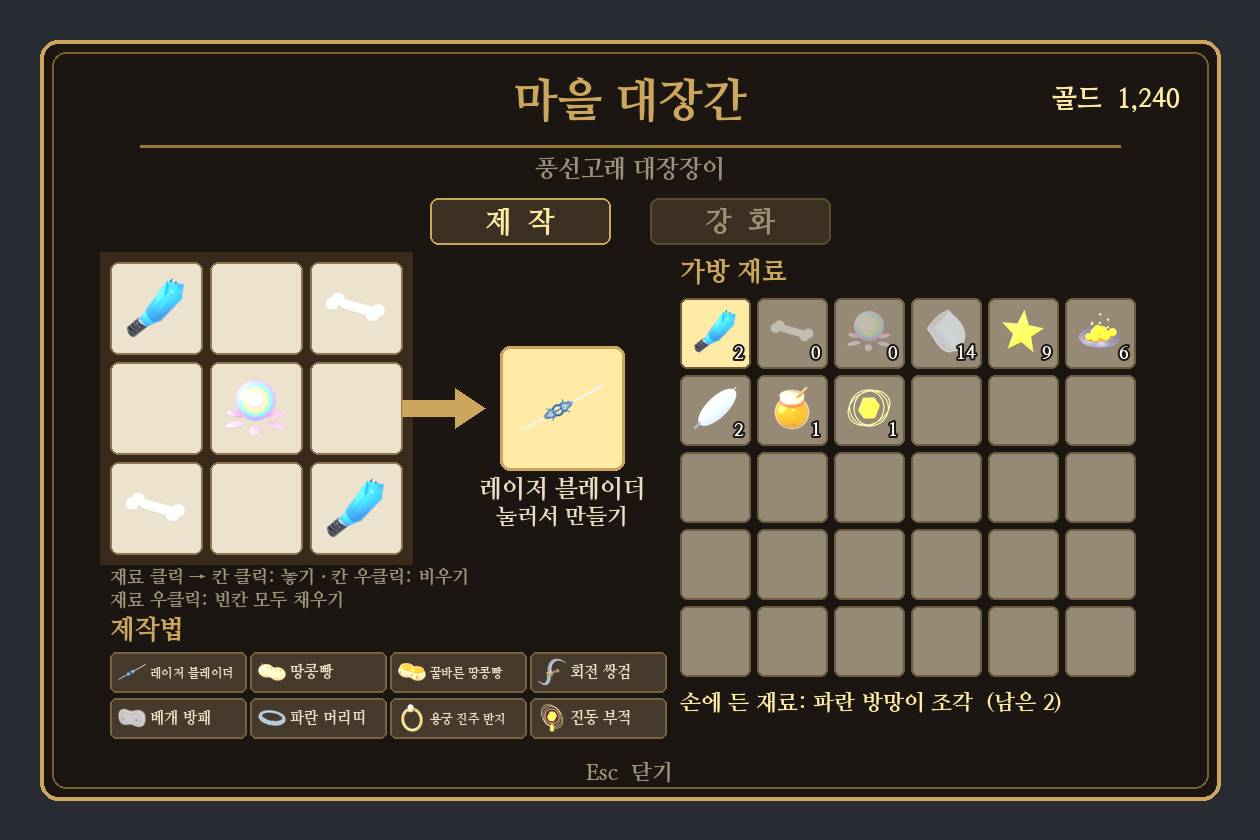 마을 대장간
골드 1,240
풍선고래 대장장이
제 작
강 화
가방 재료
2
0
0
14
9
6
2
1
1
레이저 블레이더
눌러서 만들기
재료 클릭 → 칸 클릭: 놓기 · 칸 우클릭: 비우기
재료 우클릭: 빈칸 모두 채우기
제작법
레이저 블레이더
땅콩빵
꿀바른 땅콩빵
회전 쌍검
베개 방패
파란 머리띠
용궁 진주 반지
진동 부적
손에 든 재료: 파란 방망이 조각 (남은 2)
Esc 닫기